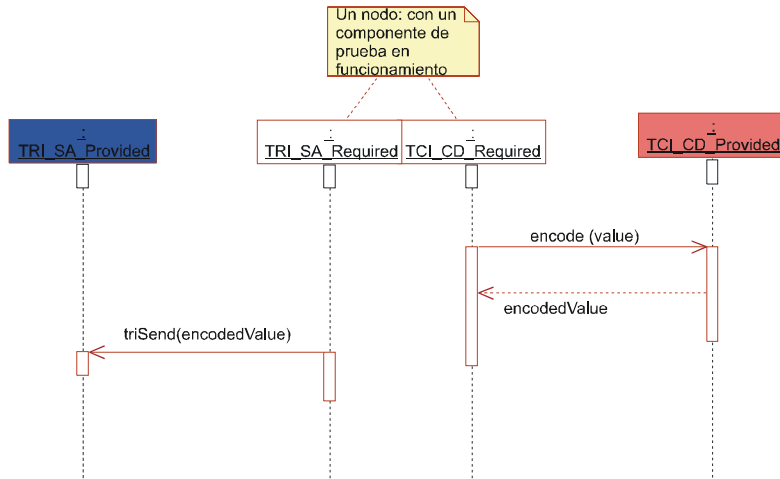 Un nodo: con un
componente de
prueba en
funcionamiento
:
TRI_SA_Provided
:
TRI_SA_Required
:
TCI_CD_Required
:
TCI_CD_Provided
encode (value)
encodedValue
triSend(encodedValue)